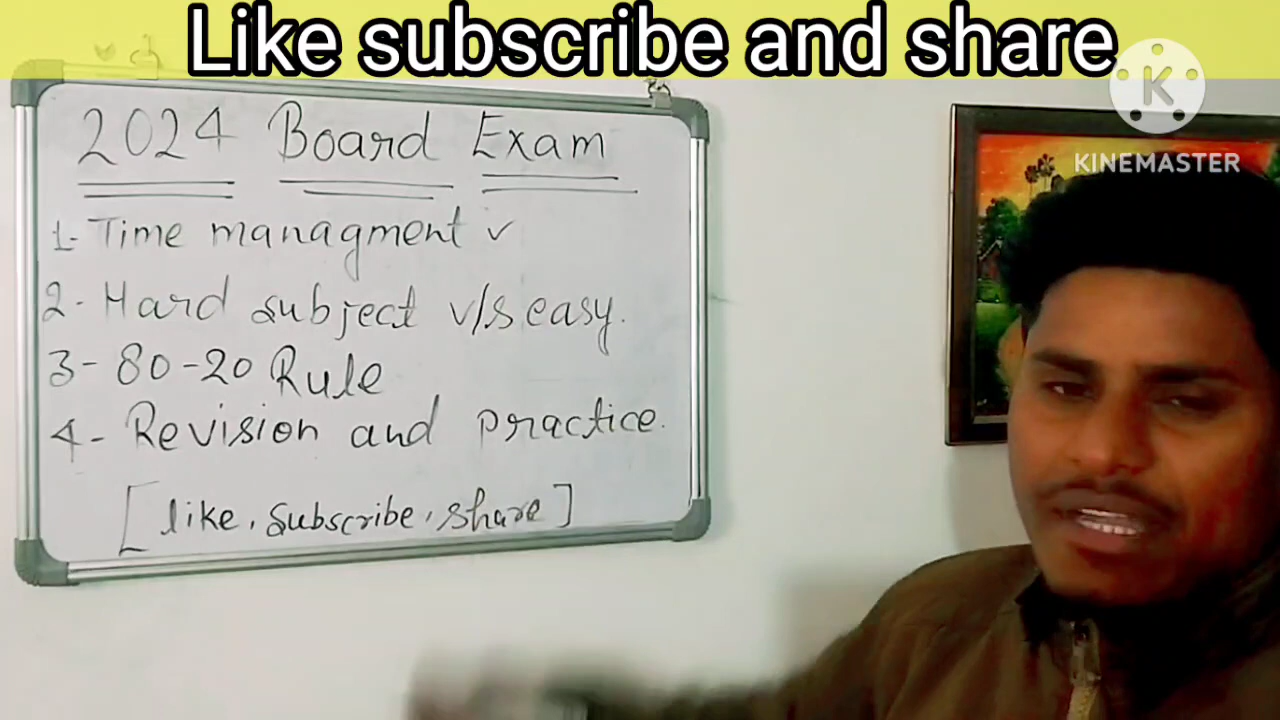 Like subscribe and share
K
KINEMASTER
2024 Board Exam
1- Time managment ✓
2- Hard subject v/s easy.
3- 80-20 Rule
4- Revision and practice.
[like, subscribe, share]